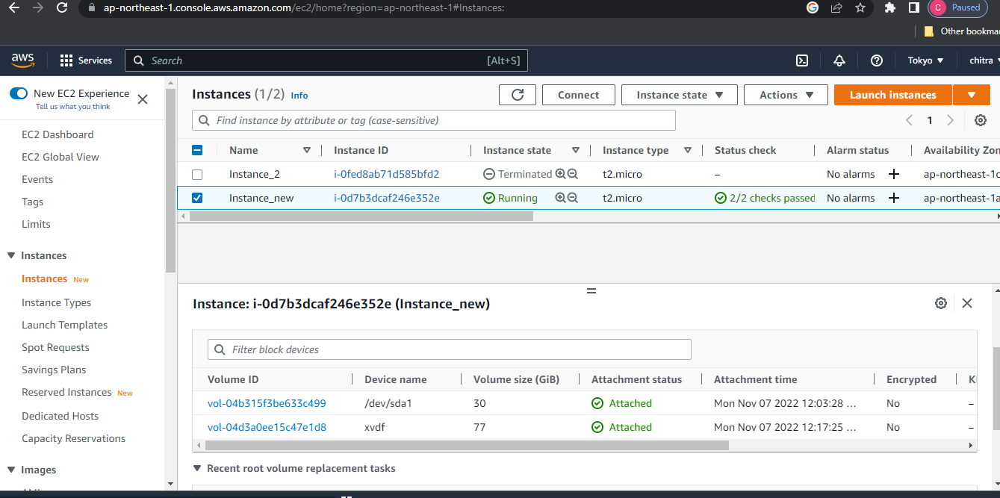 ap-northeast-1.console.aws.amazon.com/ec2/home?region=ap-northeast-1#Instances:
C Paused
Other bookmar
aws Services Search [Alt+S] Tokyo chitra
New EC2 Experience
Tell us what you think
EC2 Dashboard
EC2 Global View
Events
Tags
Limits
Instances
Instances New
Instance Types
Launch Templates
Spot Requests
Savings Plans
Reserved Instances New
Dedicated Hosts
Capacity Reservations
Images
Instances (1/2) Info
Connect Instance state Actions Launch instances
Find instance by attribute or tag (case-sensitive)
1
Name Instance ID Instance state Instance type Status check Alarm status Availability Zon
Instance_2 i-0fed8ab71d585bfd2 Terminated t2.micro – No alarms + ap-northeast-1c
Instance_new i-0d7b3dcaf246e352e Running t2.micro 2/2 checks passed No alarms + ap-northeast-1a
Instance: i-0d7b3dcaf246e352e (Instance_new)
Filter block devices
Volume ID Device name Volume size (GiB) Attachment status Attachment time Encrypted K
vol-04b315f3be633c499 /dev/sda1 30 Attached Mon Nov 07 2022 12:03:28 ... No –
vol-04d3a0ee15c47e1d8 xvdf 77 Attached Mon Nov 07 2022 12:17:25 ... No –
Recent root volume replacement tasks